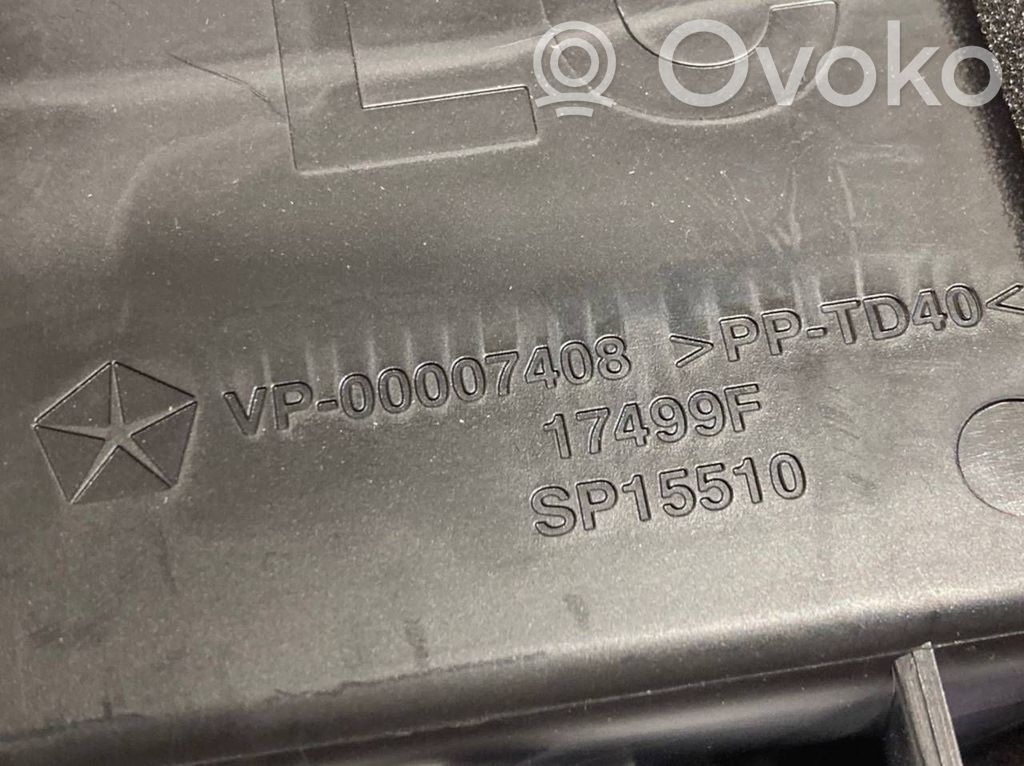 Ovoko
VP-00007408 >PP-TD40<
17499F
SP15510